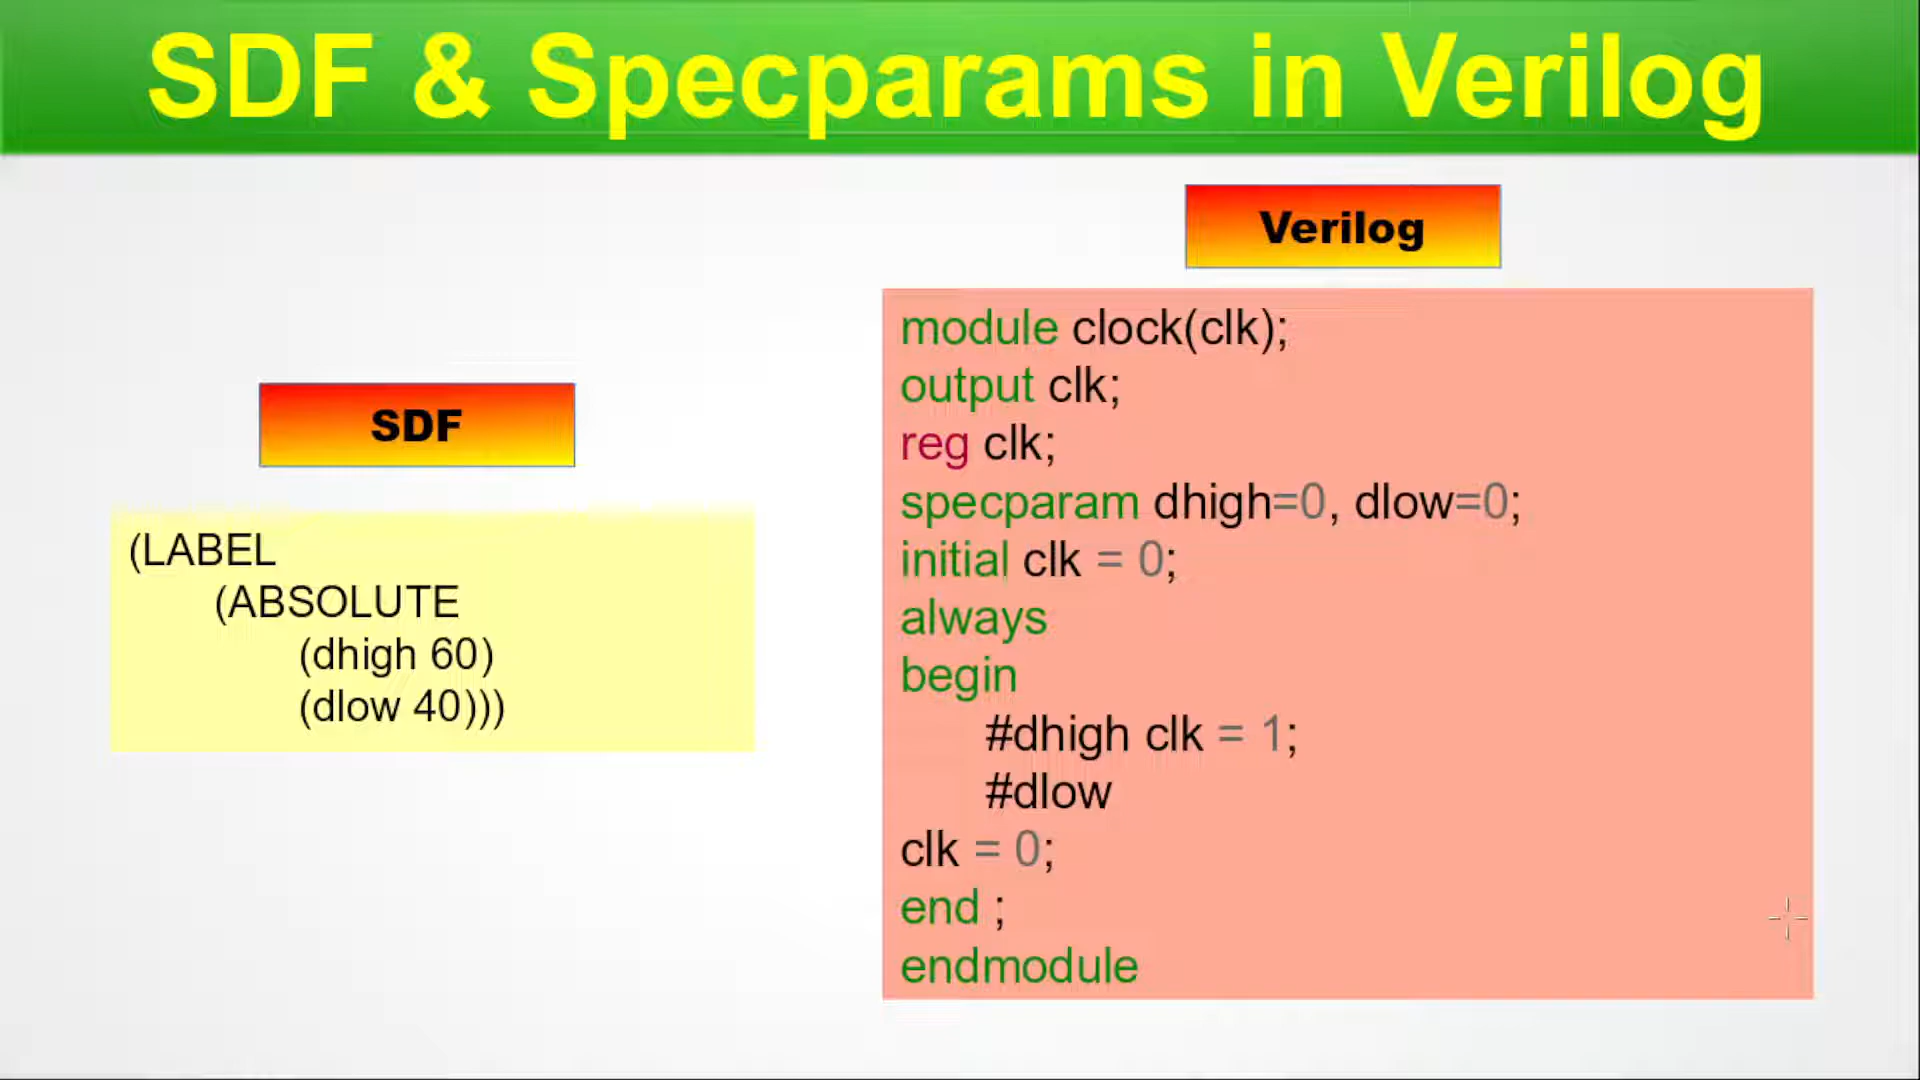 SDF & Specparams in Verilog
SDF
(LABEL
(ABSOLUTE
(dhigh 60)
(dlow 40)))
Verilog
module clock(clk);
output clk;
reg clk;
specparam dhigh=0, dlow=0;
initial clk = 0;
always
begin
#dhigh clk = 1;
#dlow
clk = 0;
end ;
endmodule